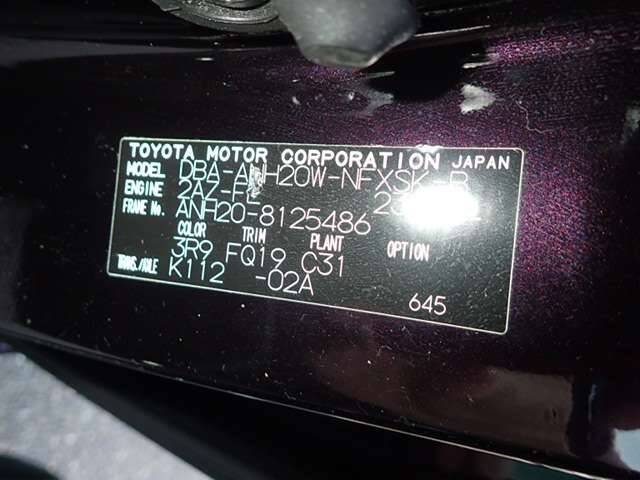 TOYOTA MOTOR CORPORATION JAPAN
MODEL DBA-ANH20W-NFXSK-B
ENGINE 2AZ-FE
FRAME No. ANH20-8125486
COLOR TRIM PLANT OPTION
3R9 FQ19 C31
TRANS./AXLE K112 -02A
645